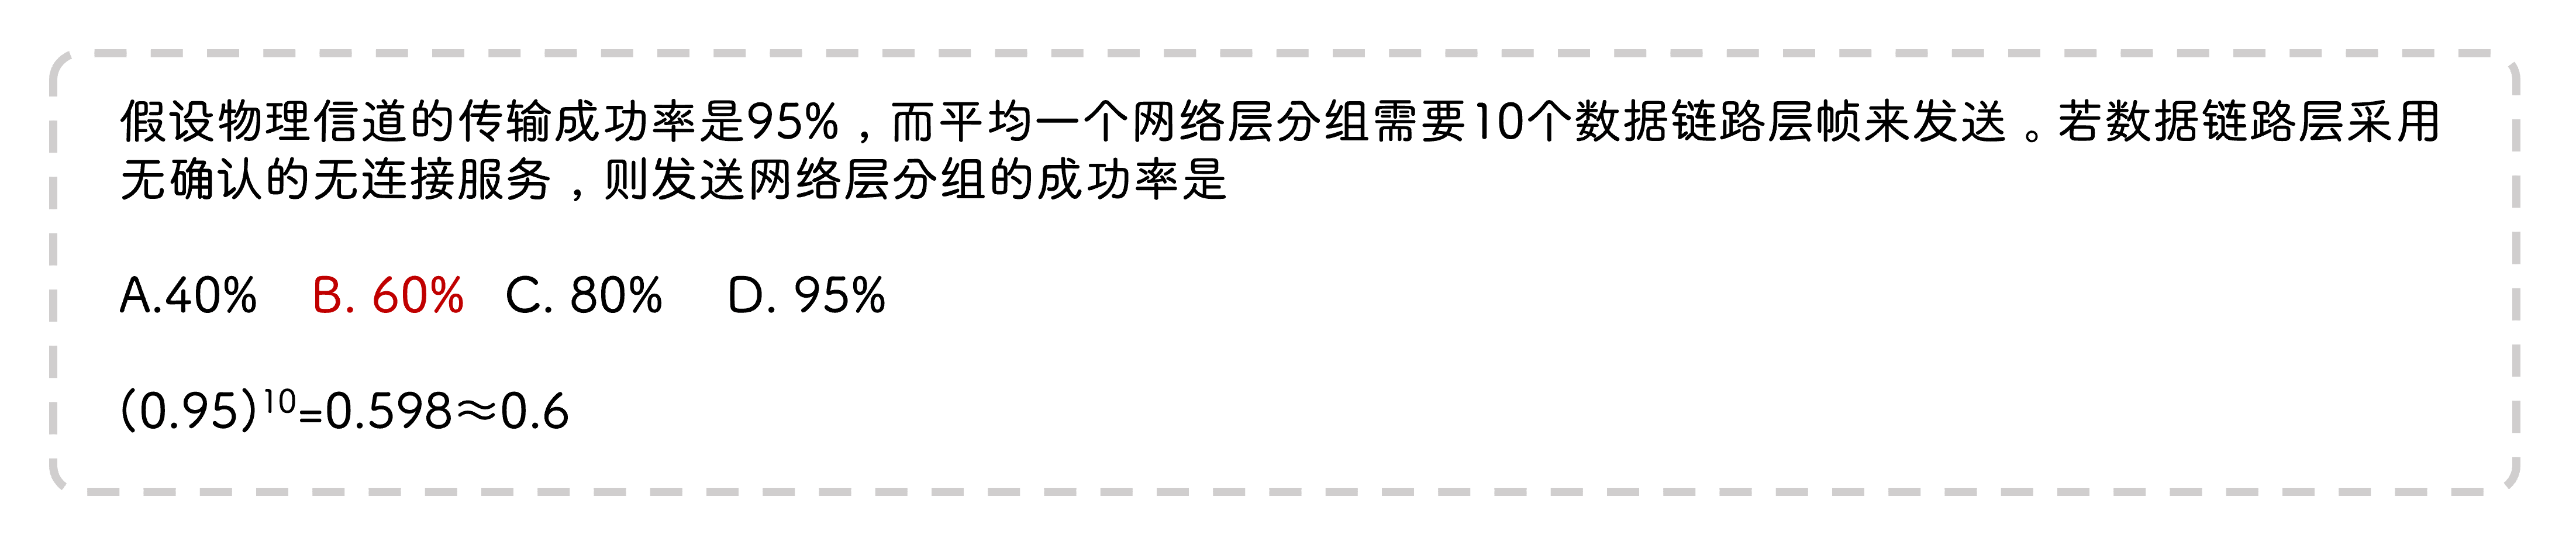 假设物理信道的传输成功率是95%，而平均一个网络层分组需要10个数据链路层帧来发送。若数据链路层采用
无确认的无连接服务，则发送网络层分组的成功率是
A.40% B. 60% C. 80% D. 95%
(0.95)¹⁰=0.598≈0.6